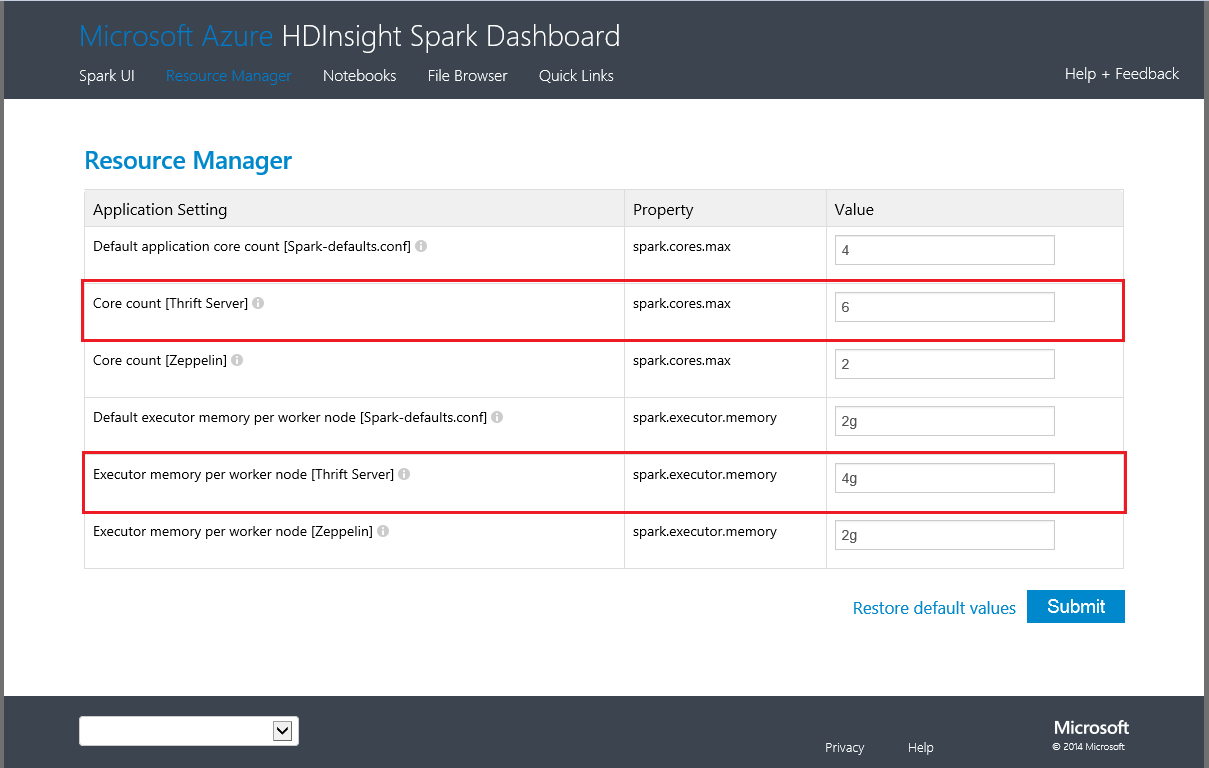 Microsoft Azure HDInsight Spark Dashboard
Spark UI Resource Manager Notebooks File Browser Quick Links Help + Feedback
Resource Manager
Application Setting Property Value
Default application core count [Spark-defaults.conf] spark.cores.max 4
Core count [Thrift Server] spark.cores.max 6
Core count [Zeppelin] spark.cores.max 2
Default executor memory per worker node [Spark-defaults.conf] spark.executor.memory 2g
Executor memory per worker node [Thrift Server] spark.executor.memory 4g
Executor memory per worker node [Zeppelin] spark.executor.memory 2g
Restore default values Submit
Microsoft
Privacy Help © 2014 Microsoft